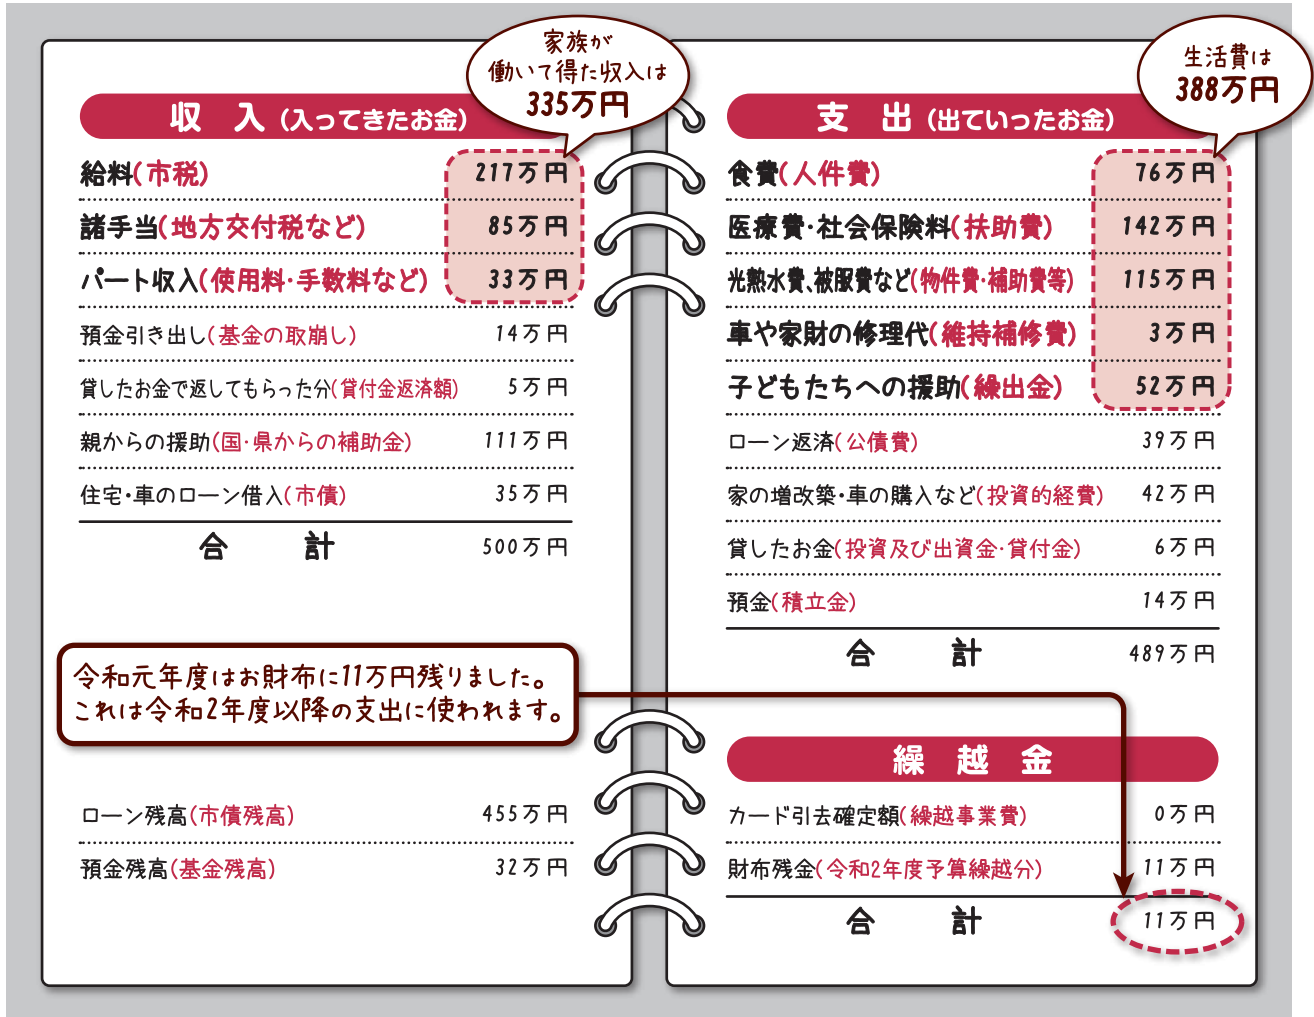 家族が
働いて得た収入は
335万円
収　入（入ってきたお金）
給料(市税) 217万円
諸手当(地方交付税など) 85万円
パート収入(使用料・手数料など) 33万円
預金引き出し(基金の取崩し) 14万円
貸したお金で返してもらった分(貸付金返済額) 5万円
親からの援助(国・県からの補助金) 111万円
住宅・車のローン借入(市債) 35万円
合　計 500万円
令和元年度はお財布に11万円残りました。
これは令和2年度以降の支出に使われます。
ローン残高(市債残高) 455万円
預金残高(基金残高) 32万円
生活費は
388万円
支　出（出ていったお金）
食費(人件費) 76万円
医療費・社会保険料(扶助費) 142万円
光熱水費、被服費など(物件費・補助費等) 115万円
車や家財の修理代(維持補修費) 3万円
子どもたちへの援助(繰出金) 52万円
ローン返済(公債費) 39万円
家の増改築・車の購入など(投資的経費) 42万円
貸したお金(投資及び出資金・貸付金) 6万円
預金(積立金) 14万円
合　計 489万円
繰　越　金
カード引去確定額(繰越事業費) 0万円
財布残金(令和2年度予算繰越分) 11万円
合　計 11万円